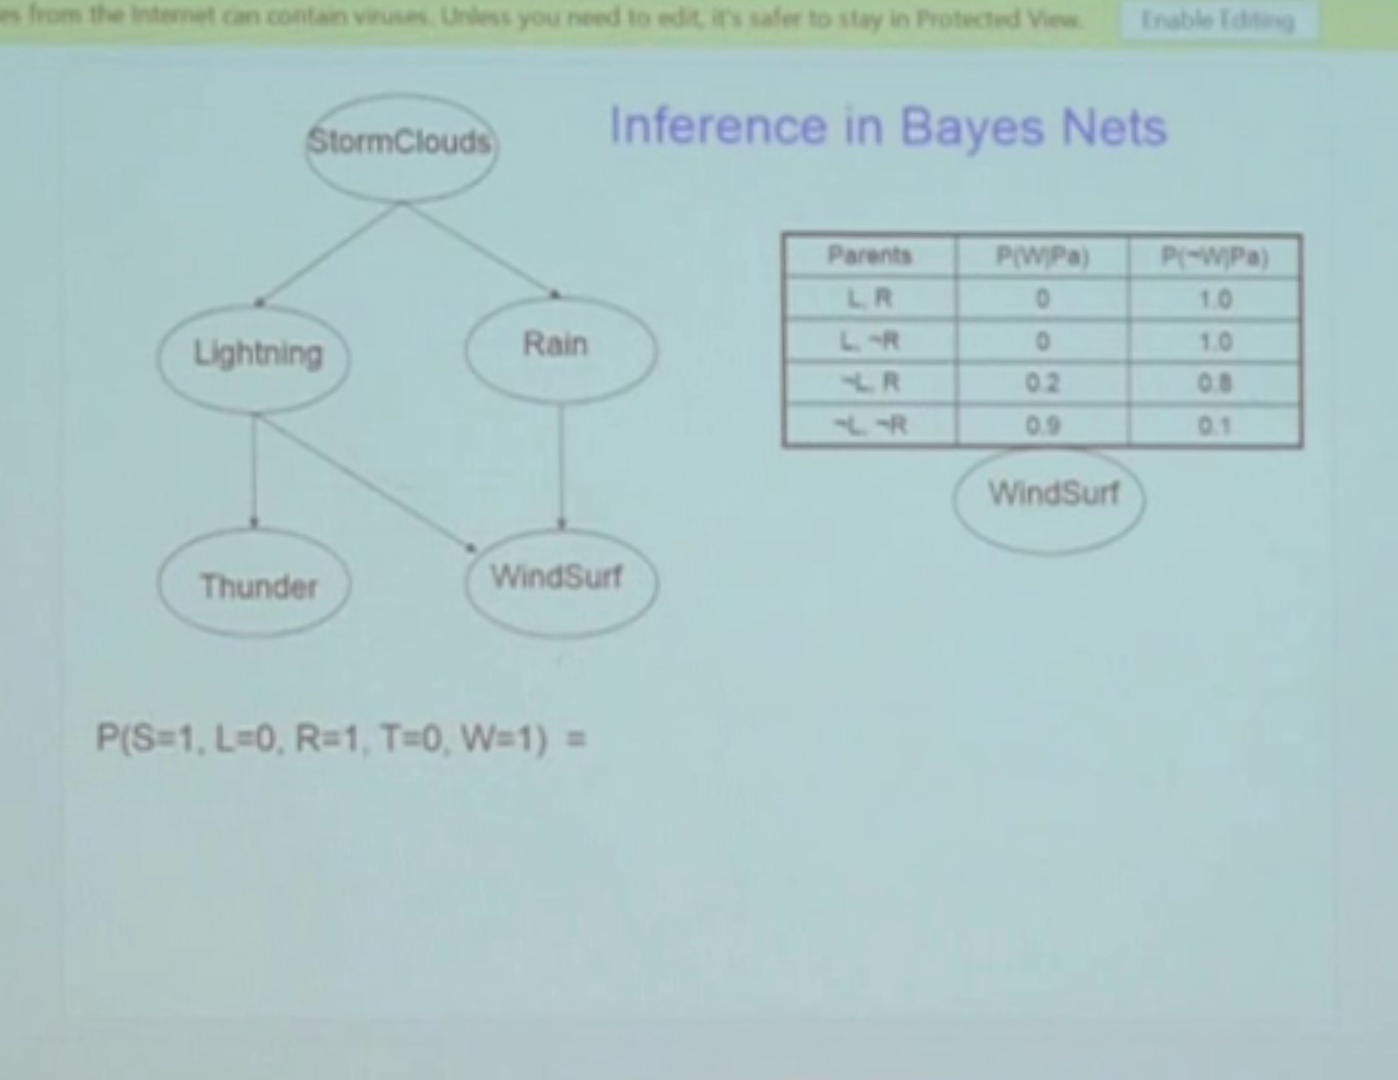 es from the Internet can contain viruses. Unless you need to edit, it's safer to stay in Protected View.
Enable Editing
Inference in Bayes Nets
StormClouds
Lightning
Rain
Thunder
WindSurf
Parents P(W|Pa) P(¬W|Pa)
L, R 0 1.0
L, ¬R 0 1.0
¬L, R 0.2 0.8
¬L, ¬R 0.9 0.1
WindSurf
P(S=1, L=0, R=1, T=0, W=1) =